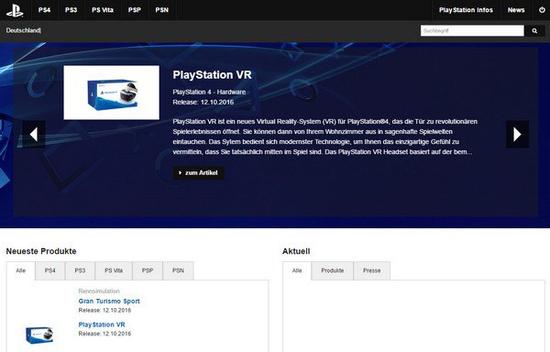 PS4 PS3 PS Vita PSP PSN PlayStation Infos News
Deutschland| Suchbegriff
PlayStation VR
PlayStation 4 - Hardware
Release: 12.10.2016
PlayStation VR ist ein neues Virtual Reality-System (VR) für PlayStation®4, das die Tür zu revolutionären
Spielerlebnissen öffnet. Sie können dann von Ihrem Wohnzimmer aus in sagenhafte Spielwelten
eintauchen. Das Sytem bedient sich modernster Technologie, um Ihnen das einzigartige Gefühl zu
vermitteln, dass Sie tatsächlich mitten im Spiel sind. Das PlayStation VR Headset basiert auf der bem...
zum Artikel
Neueste Produkte
Alle PS4 PS3 PS Vita PSP PSN
Rennsimulation
Gran Turismo Sport
Release: 12.10.2016
PlayStation VR
Release: 12.10.2016
Aktuell
Alle Produkte Presse